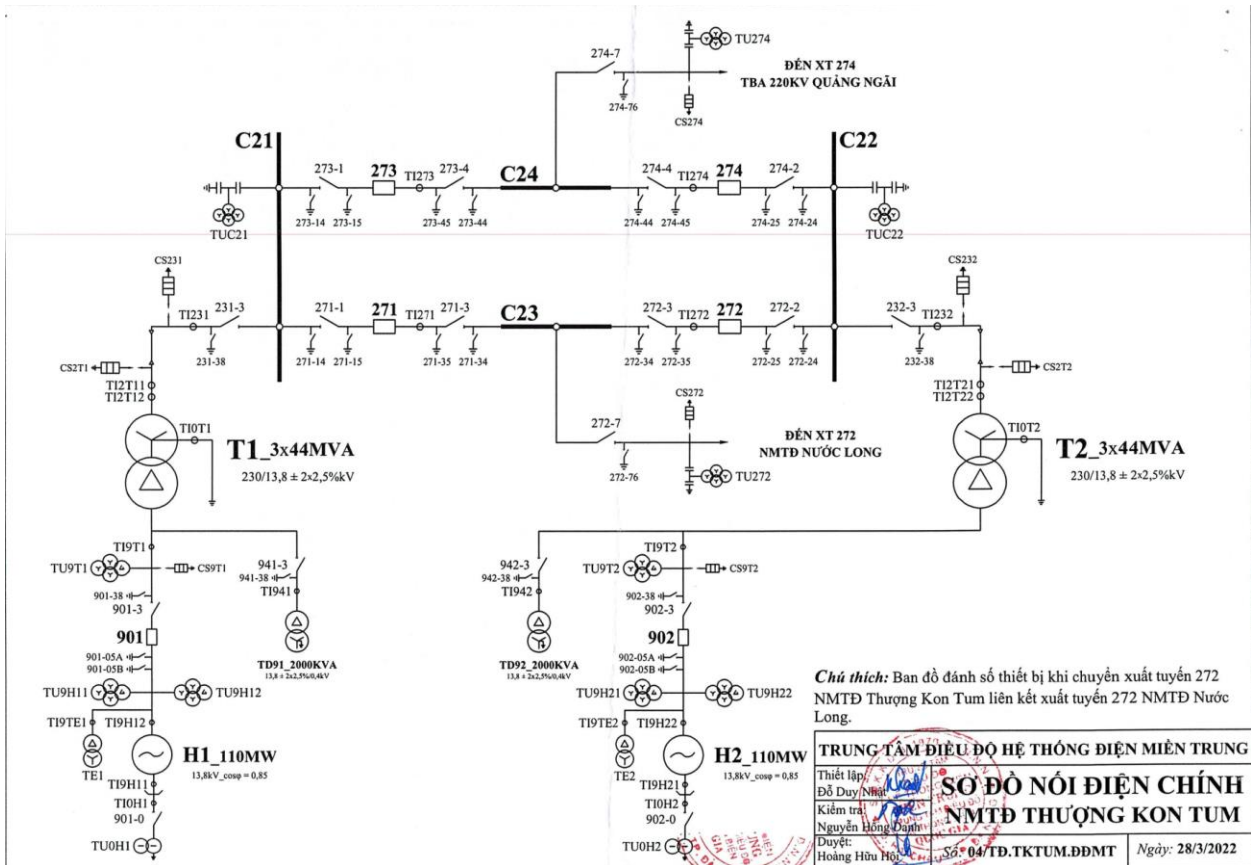 274-7
TU274
ĐẾN XT 274
TBA 220KV QUẢNG NGÃI
274-76
CS274
C21
C22
273-1
273
TI273
273-4
C24
274-4
TI274
274
274-2
273-14
273-15
273-45
273-44
274-44
274-45
274-25
274-24
TUC21
TUC22
CS231
CS232
TI231
231-3
271-1
271
TI271
271-3
C23
272-3
TI272
272
272-2
232-3
TI232
231-38
271-14
271-15
271-35
271-34
272-34
272-35
272-25
272-24
232-38
CS2T1
TI2T11
TI2T12
CS2T2
TI2T21
TI2T22
CS272
272-7
ĐẾN XT 272
NMTĐ NƯỚC LONG
272-76
TU272
TI0T1
T1_3x44MVA
230/13,8 ± 2x2,5%kV
TI0T2
T2_3x44MVA
230/13,8 ± 2x2,5%kV
TI9T1
TU9T1
CS9T1
941-3
941-38
TI941
901-38
901-3
901
901-05A
901-05B
TD91_2000KVA
13,8 ± 2x2,5%/0,4kV
TU9H11
TU9H12
TI9TE1
TI9H12
TE1
H1_110MW
13,8kV_cosφ = 0,85
TI9H11
TI0H1
901-0
TU0H1
TI9T2
942-3
942-38
TI942
TU9T2
CS9T2
902-38
902-3
902
902-05A
902-05B
TD92_2000KVA
13,8 ± 2x2,5%/0,4kV
TU9H21
TU9H22
TI9TE2
TI9H22
TE2
H2_110MW
13,8kV_cosφ = 0,85
TI9H21
TI0H2
902-0
TU0H2
Chú thích: Ban đồ đánh số thiết bị khi chuyển xuất tuyến 272
NMTĐ Thượng Kon Tum liên kết xuất tuyến 272 NMTĐ Nước
Long.
TRUNG TÂM ĐIỀU ĐỘ HỆ THỐNG ĐIỆN MIỀN TRUNG
Thiết lập:
Đỗ Duy Nhật
Kiểm tra:
Nguyễn Hồng Danh
Duyệt:
Hoàng Hữu Hội
SƠ ĐỒ NỐI ĐIỆN CHÍNH
NMTĐ THƯỢNG KON TUM
Số: 04/TĐ.TKTUM.ĐĐMT
Ngày: 28/3/2022